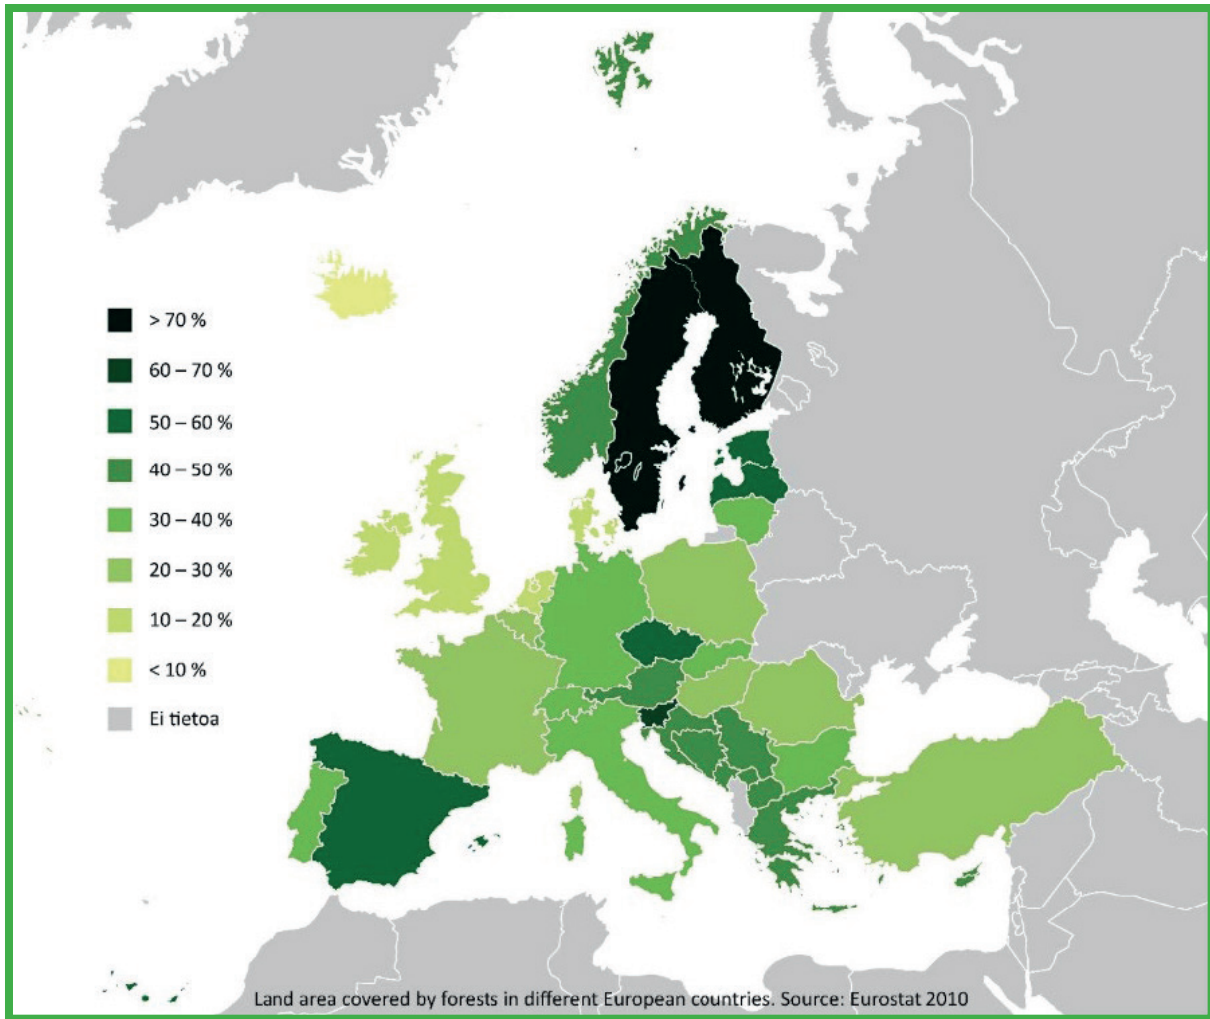 > 70 %
60 – 70 %
50 – 60 %
40 – 50 %
30 – 40 %
20 – 30 %
10 – 20 %
< 10 %
Ei tietoa
Land area covered by forests in different European countries. Source: Eurostat 2010